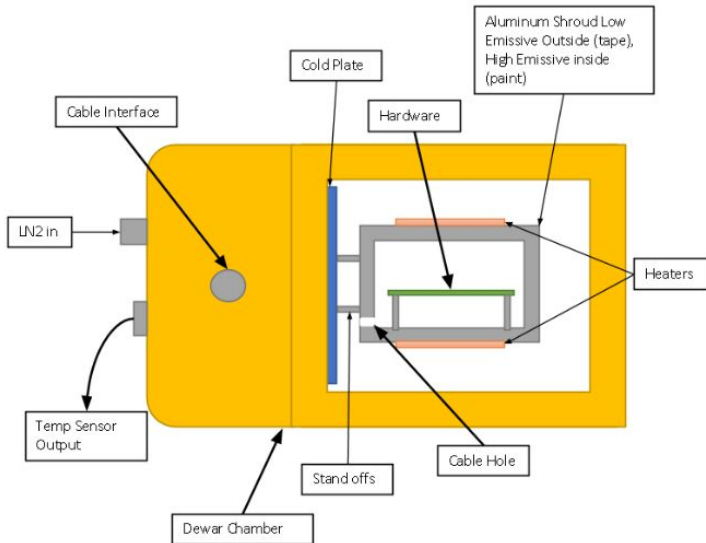 Aluminum Shroud Low
Emissive Outside (tape),
High Emissive inside
(paint)
Cold Plate
Cable Interface
Hardware
LN2 in
Heaters
Temp Sensor
Output
Cable Hole
Stand offs
Dewar Chamber